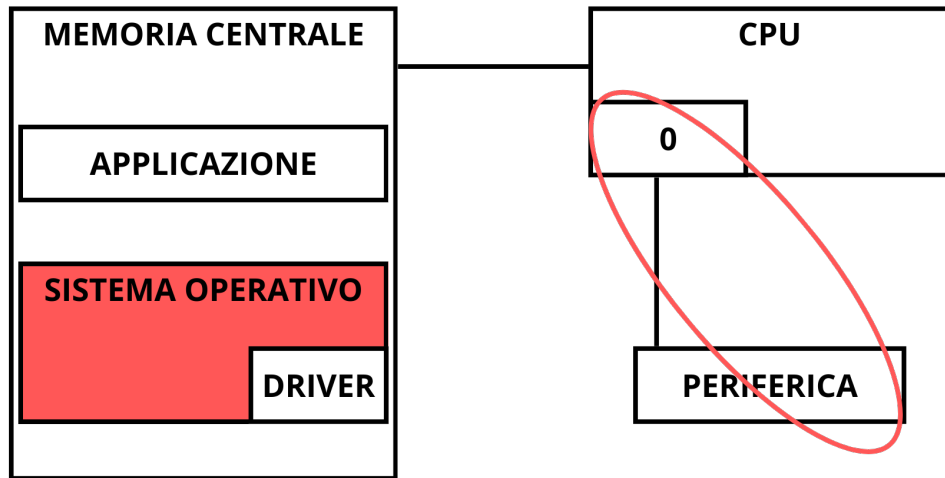 MEMORIA CENTRALE
CPU
APPLICAZIONE
0
SISTEMA OPERATIVO
DRIVER
PERIFERICA